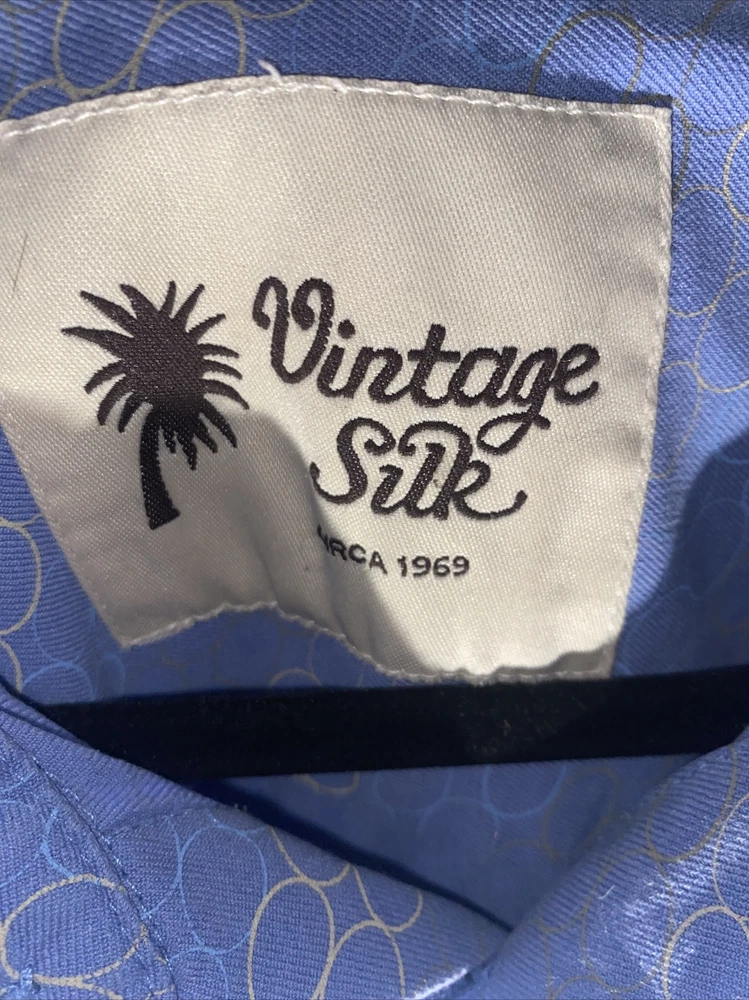 Vintage
Silk
CIRCA 1969